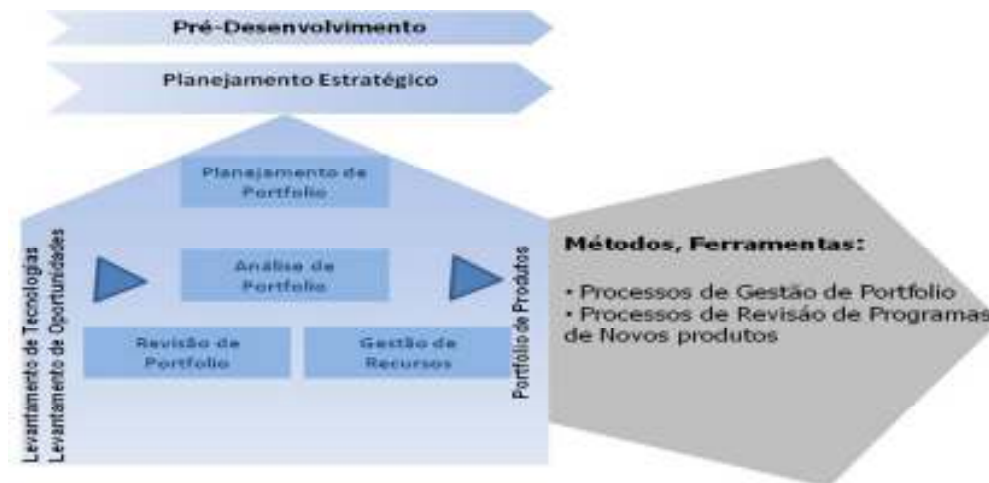 Pré-Desenvolvimento
Planejamento Estratégico
Planejamento de
Portfolio
Levantamento de Tecnologias
Levantamento de Oportunidades
Análise de
Portfolio
Revisão de
Portfolio
Gestão de
Recursos
Portfólio de Produtos
Métodos, Ferramentas:
• Processos de Gestão de Portfolio
• Processos de Revisão de Programas
de Novos produtos